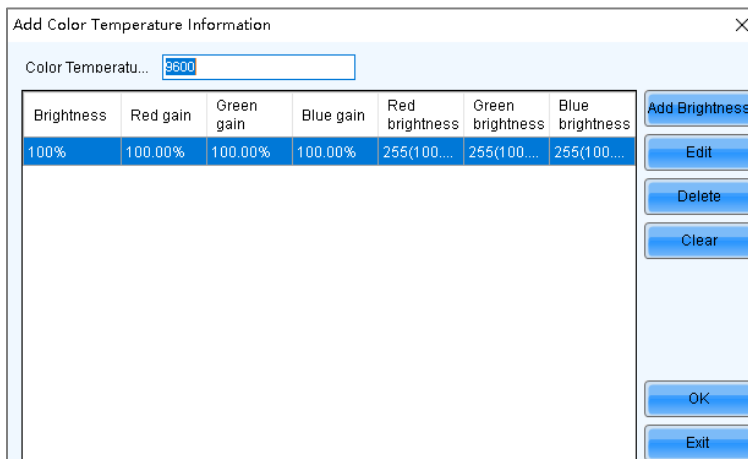 Add Color Temperature Information
Color Temperatu...
9600
Brightness
Red gain
Green
gain
Blue gain
Red
brightness
Green
brightness
Blue
brightness
100%
100.00%
100.00%
100.00%
255(100....
255(100....
255(100....
Add Brightness
Edit
Delete
Clear
OK
Exit